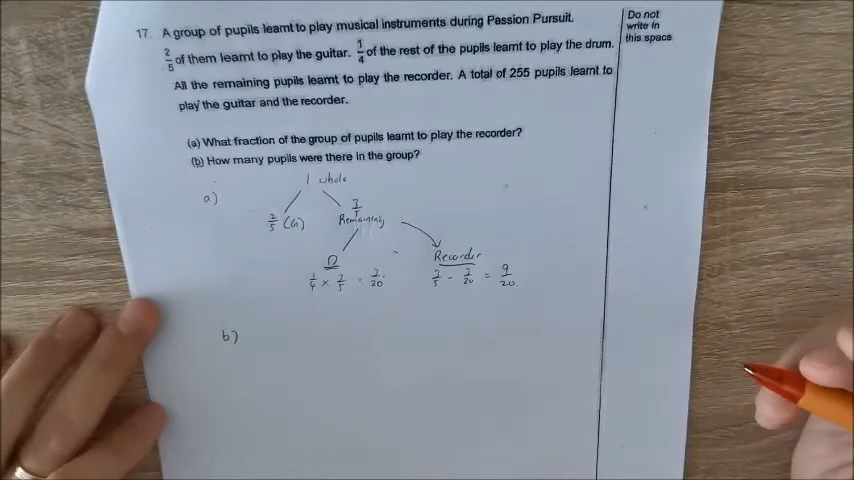 17. A group of pupils learnt to play musical instruments during Passion Pursuit.
2/5 of them learnt to play the guitar. 1/4 of the rest of the pupils learnt to play the drum.
All the remaining pupils learnt to play the recorder. A total of 255 pupils learnt to
play the guitar and the recorder.
(a) What fraction of the group of pupils learnt to play the recorder?
(b) How many pupils were there in the group?
Do not
write in
this space
1 whole
a)
2/5 (G)
3/5
Remaining
D
Recorder
1/4 × 3/5 = 3/20
3/5 - 3/20 = 9/20
b)